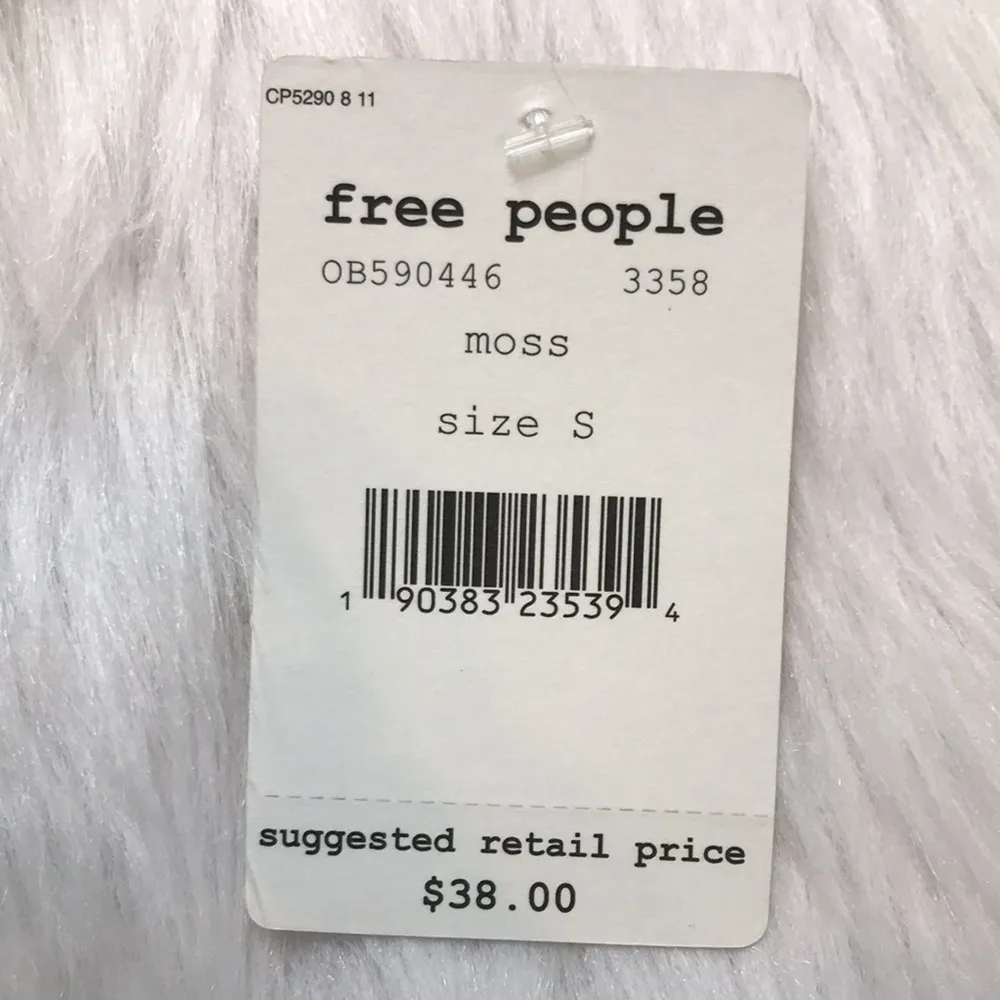 CP5290 8 11
free people
OB590446 3358
moss
size S
1 90383 23539 4
suggested retail price
$38.00